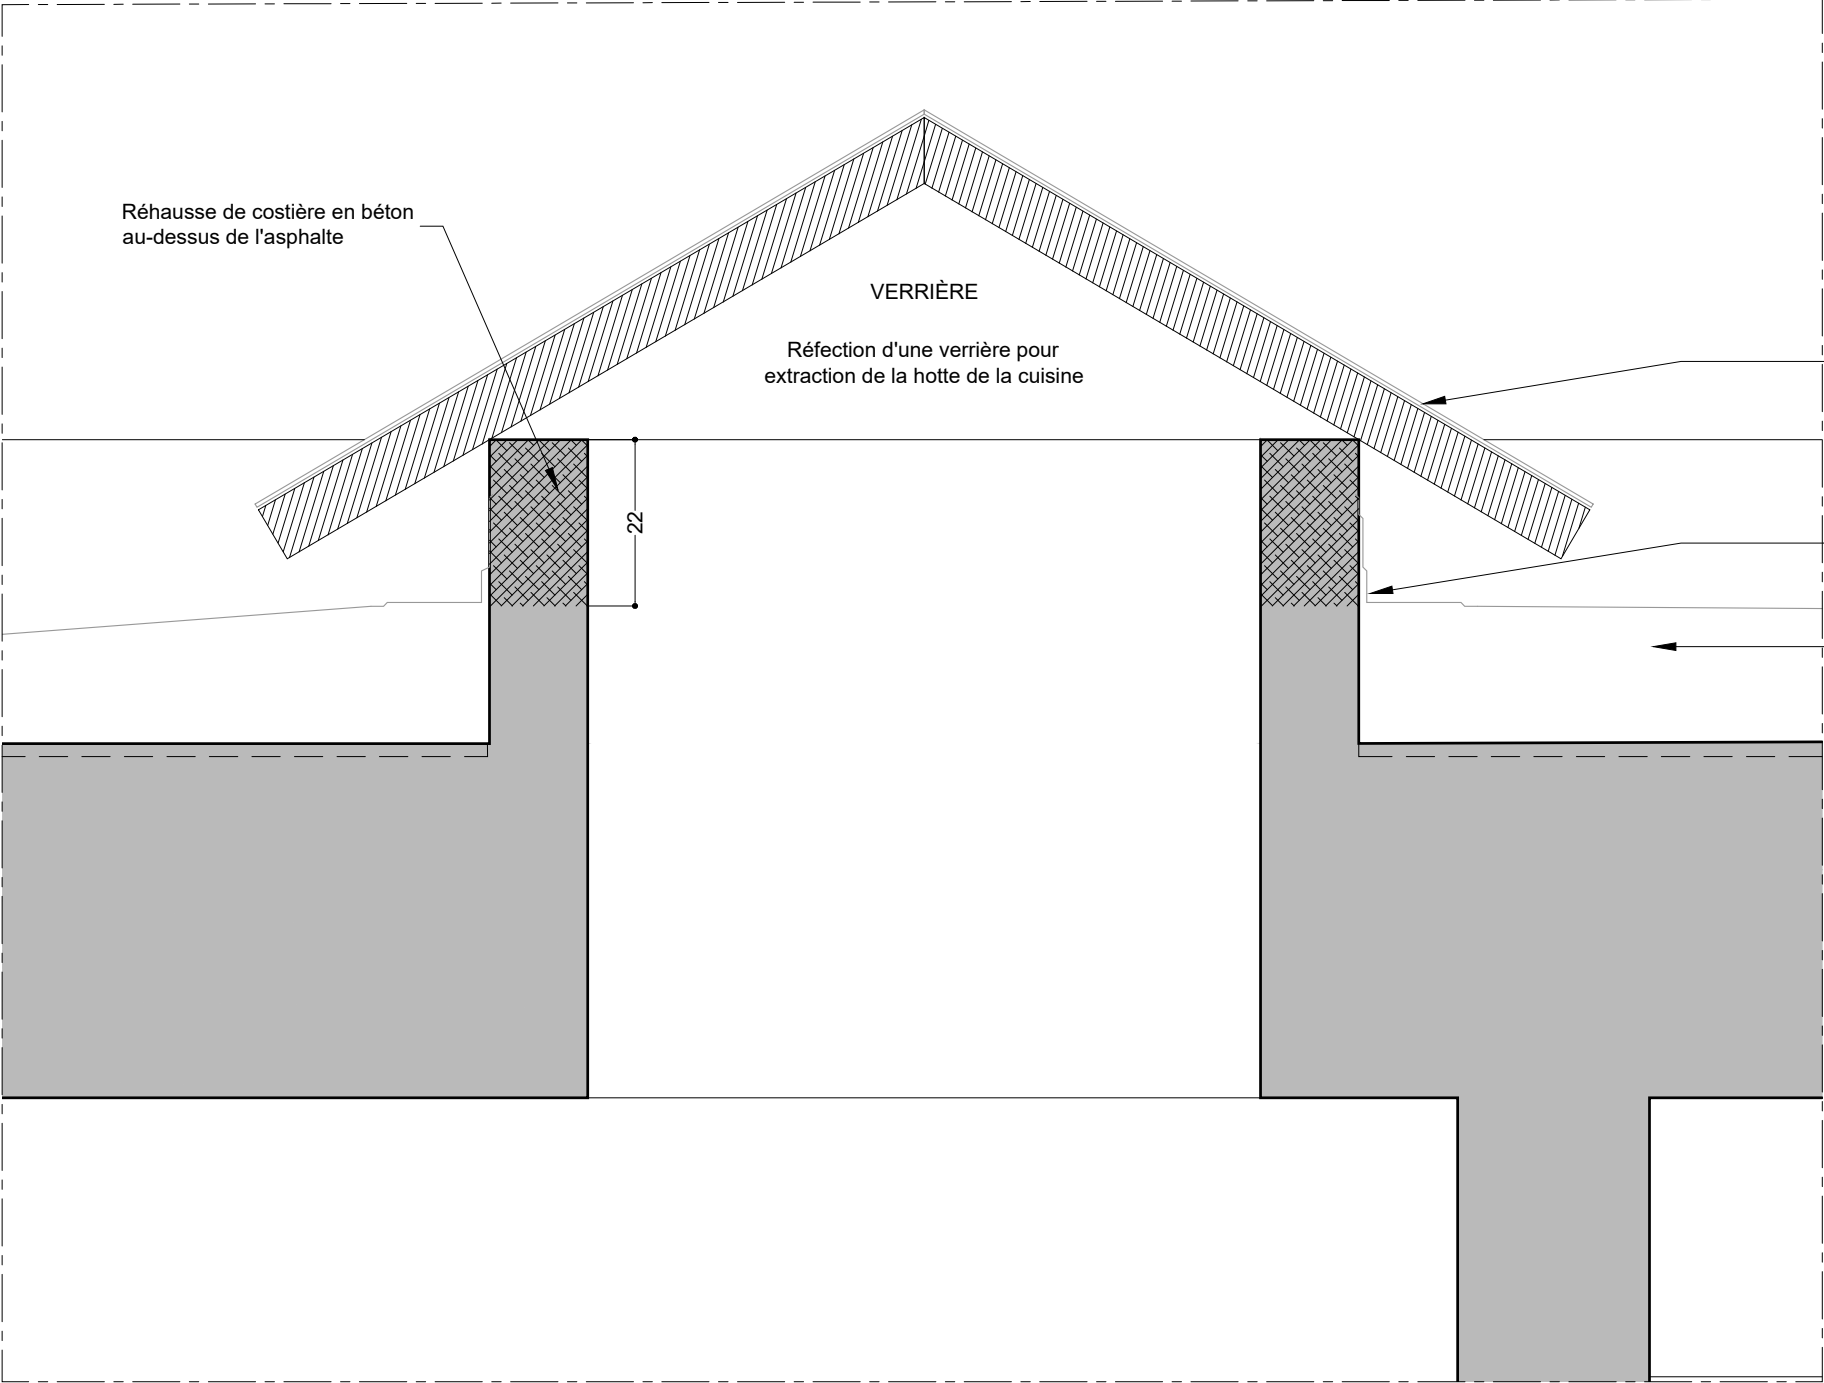 Réhausse de costière en béton
au-dessus de l'asphalte
VERRIÈRE
Réfection d'une verrière pour
extraction de la hotte de la cuisine
22